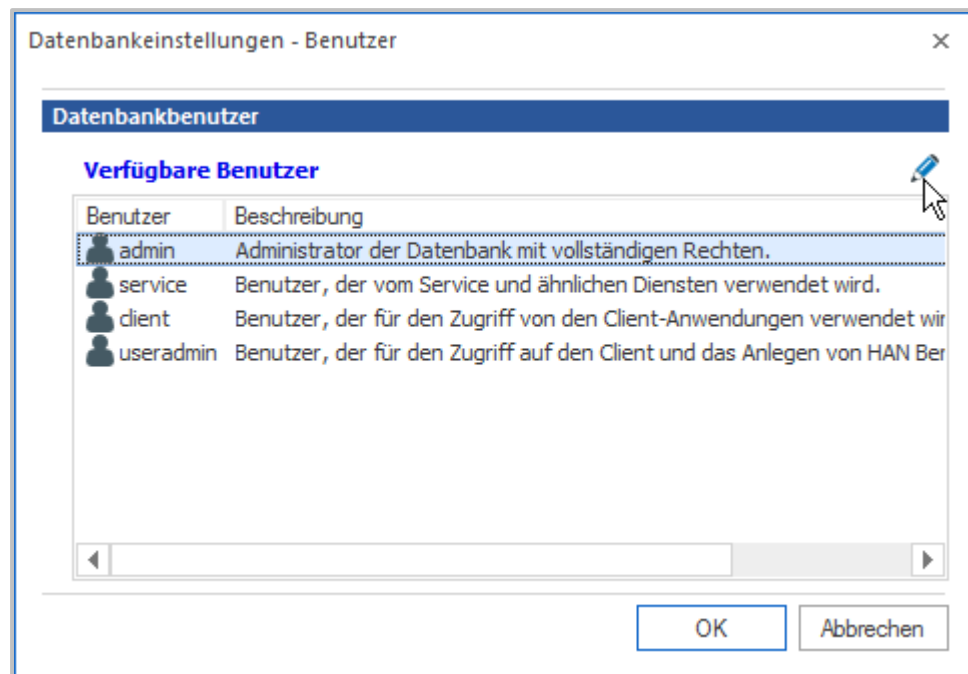 Datenbankeinstellungen - Benutzer
Datenbankbenutzer
Verfügbare Benutzer
Benutzer Beschreibung
admin Administrator der Datenbank mit vollständigen Rechten.
service Benutzer, der vom Service und ähnlichen Diensten verwendet wird.
client Benutzer, der für den Zugriff von den Client-Anwendungen verwendet wir
useradmin Benutzer, der für den Zugriff auf den Client und das Anlegen von HAN Ber
OK Abbrechen